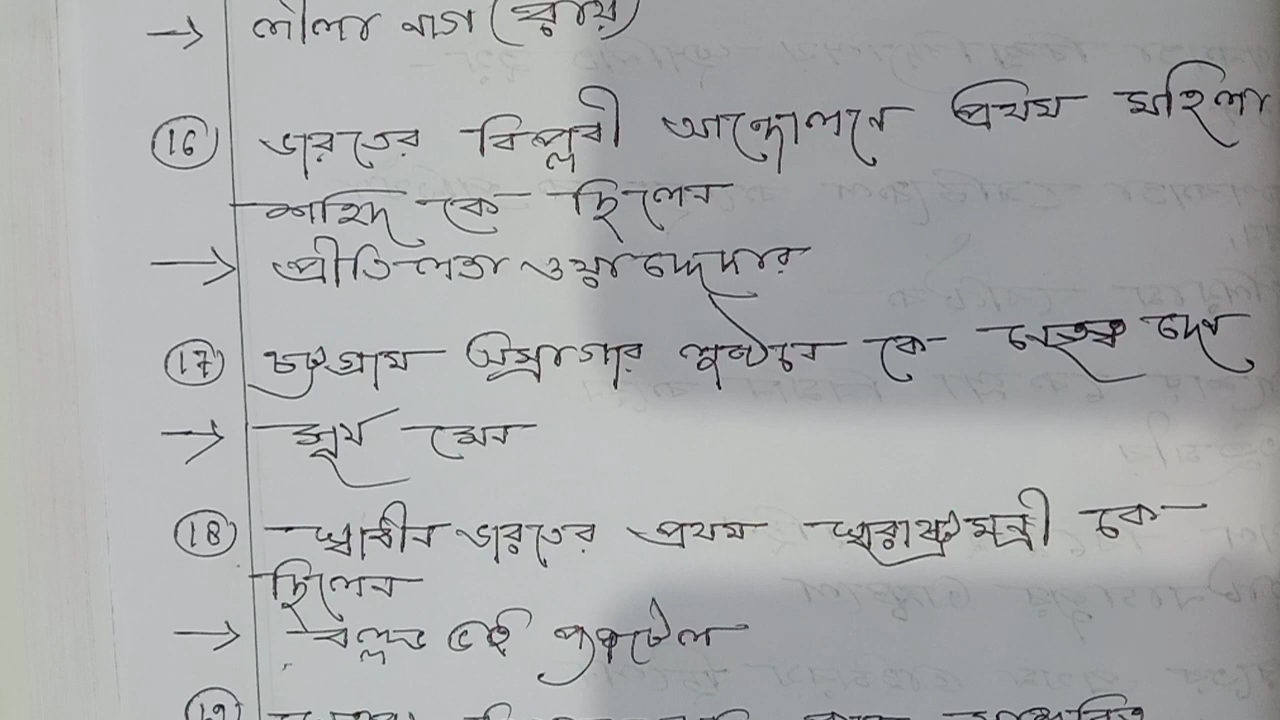 → লীলা নাগ (রায়)
16 ভারতের বিপ্লবী আন্দোলনে প্রথম মহিলা
শহিদ কে ছিলেন
→ প্রীতিলতা ওয়াদ্দেদার
17 চট্টগ্রাম অস্ত্রাগার লুন্ঠনে কে নেতৃত্ব দেন
→ সূর্য সেন
18 স্বাধীন ভারতের প্রথম স্বরাষ্ট্রমন্ত্রী কে
ছিলেন
→ বল্লভ ভাই প্যাটেল
19